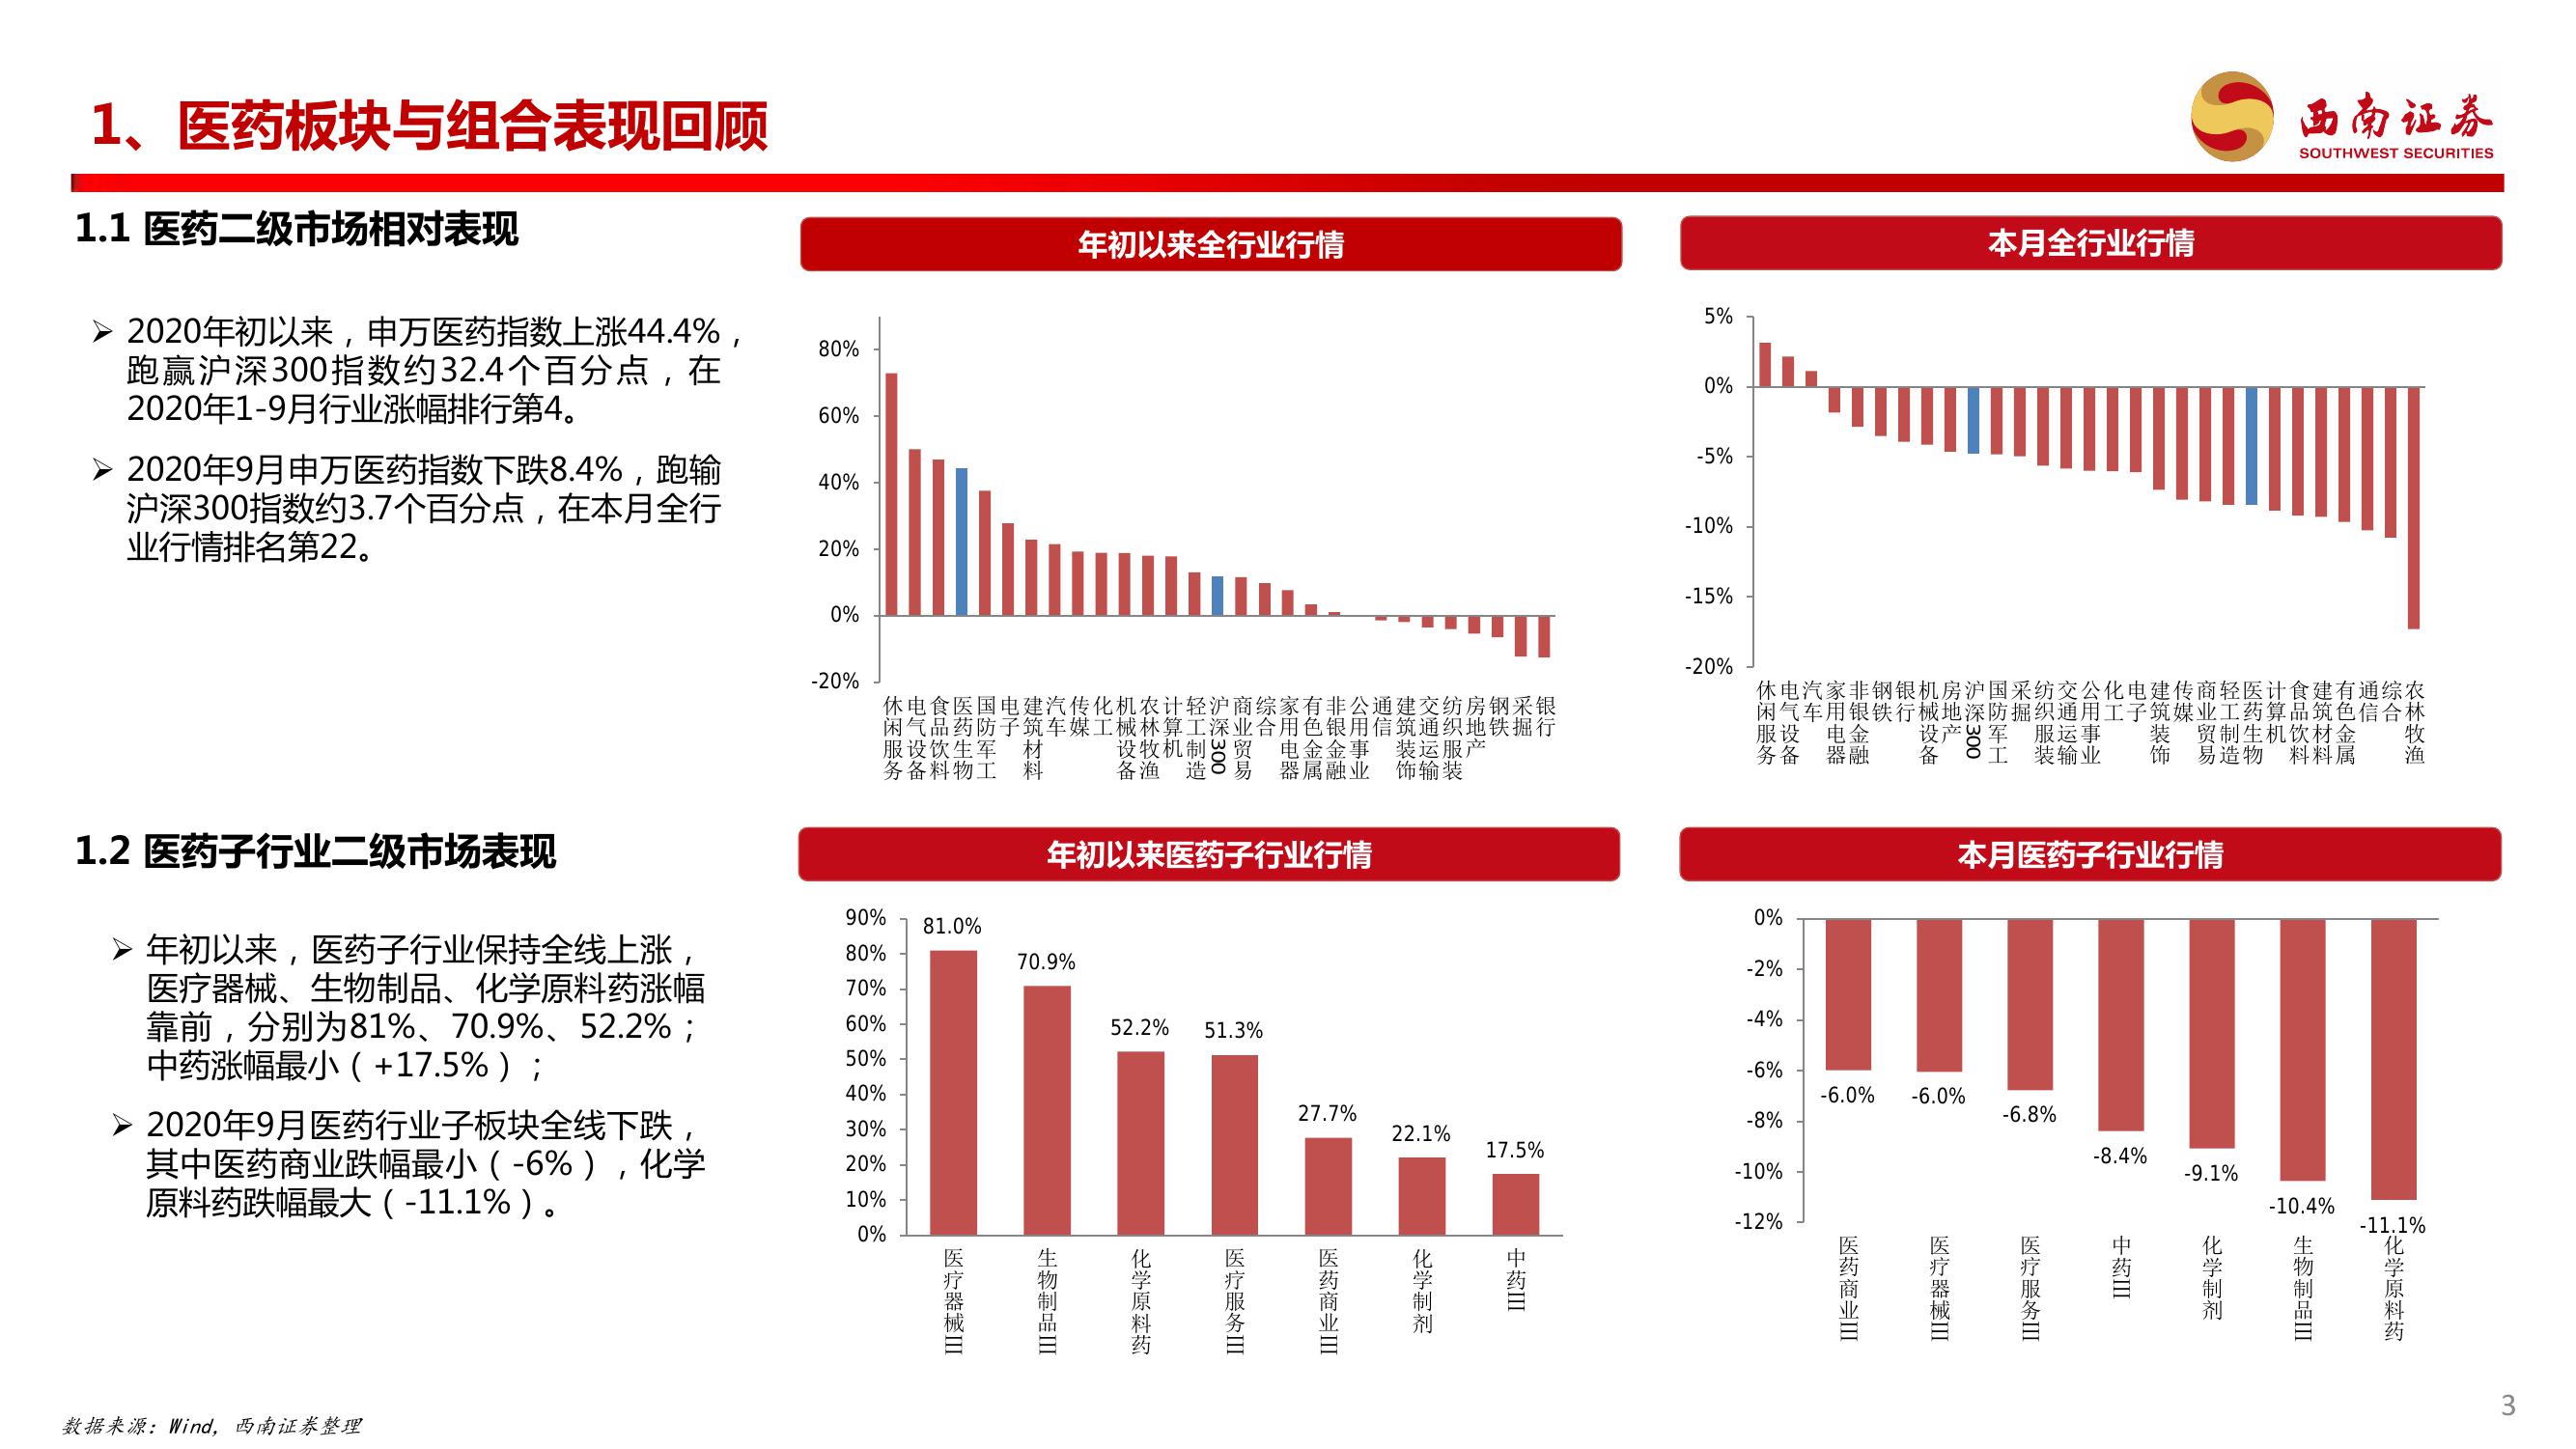 1、医药板块与组合表现回顾
西南证券
SOUTHWEST SECURITIES
1.1 医药二级市场相对表现
➢ 2020年初以来，申万医药指数上涨44.4%，
跑赢沪深300指数约32.4个百分点，在
2020年1-9月行业涨幅排行第4。
➢ 2020年9月申万医药指数下跌8.4%，跑输
沪深300指数约3.7个百分点，在本月全行
业行情排名第22。
年初以来全行业行情
80%
60%
40%
20%
0%
-20%
休闲服务
电气设备
食品饮料
医药生物
国防军工
电子
建筑材料
汽车
传媒
化工
机械设备
农林牧渔
计算机
轻工制造
沪深300
商业贸易
综合
家用电器
有色金属
非银金融
公用事业
通信
建筑装饰
交通运输
纺织服装
房地产
钢铁
采掘
银行
本月全行业行情
5%
0%
-5%
-10%
-15%
-20%
休闲服务
电气设备
汽车
家用电器
非银金融
钢铁
银行
机械设备
房地产
沪深300
国防军工
采掘
纺织服装
交通运输
公用事业
化工
电子
建筑装饰
传媒
商业贸易
轻工制造
医药生物
计算机
食品饮料
建筑材料
有色金属
通信
综合
农林牧渔
1.2 医药子行业二级市场表现
➢ 年初以来，医药子行业保持全线上涨，
医疗器械、生物制品、化学原料药涨幅
靠前，分别为81%、70.9%、52.2%；
中药涨幅最小（+17.5%）；
➢ 2020年9月医药行业子板块全线下跌，
其中医药商业跌幅最小（-6%），化学
原料药跌幅最大（-11.1%）。
年初以来医药子行业行情
90%
80%
70%
60%
50%
40%
30%
20%
10%
0%
81.0%
70.9%
52.2%
51.3%
27.7%
22.1%
17.5%
医疗器械III
生物制品III
化学原料药
医疗服务III
医药商业III
化学制剂
中药III
本月医药子行业行情
0%
-2%
-4%
-6%
-8%
-10%
-12%
-6.0%
-6.0%
-6.8%
-8.4%
-9.1%
-10.4%
-11.1%
医药商业III
医疗器械III
医疗服务III
中药III
化学制剂
生物制品III
化学原料药
数据来源：Wind，西南证券整理
3